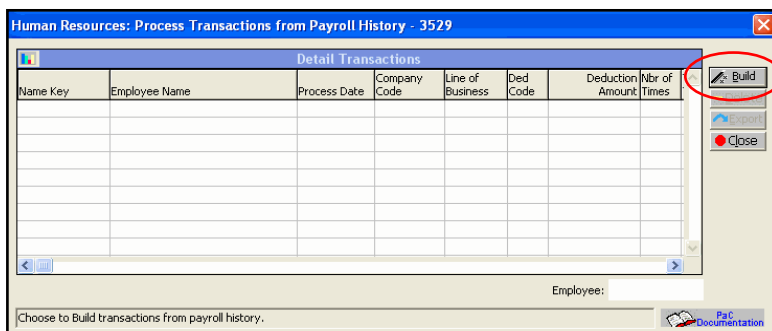 Human Resources: Process Transactions from Payroll History - 3529
Detail Transactions
Name Key
Employee Name
Process Date
Company
Code
Line of
Business
Ded
Code
Deduction
Amount
Nbr of
Times
Build
Export
Close
Employee:
Choose to Build transactions from payroll history.
PaC
Documentation